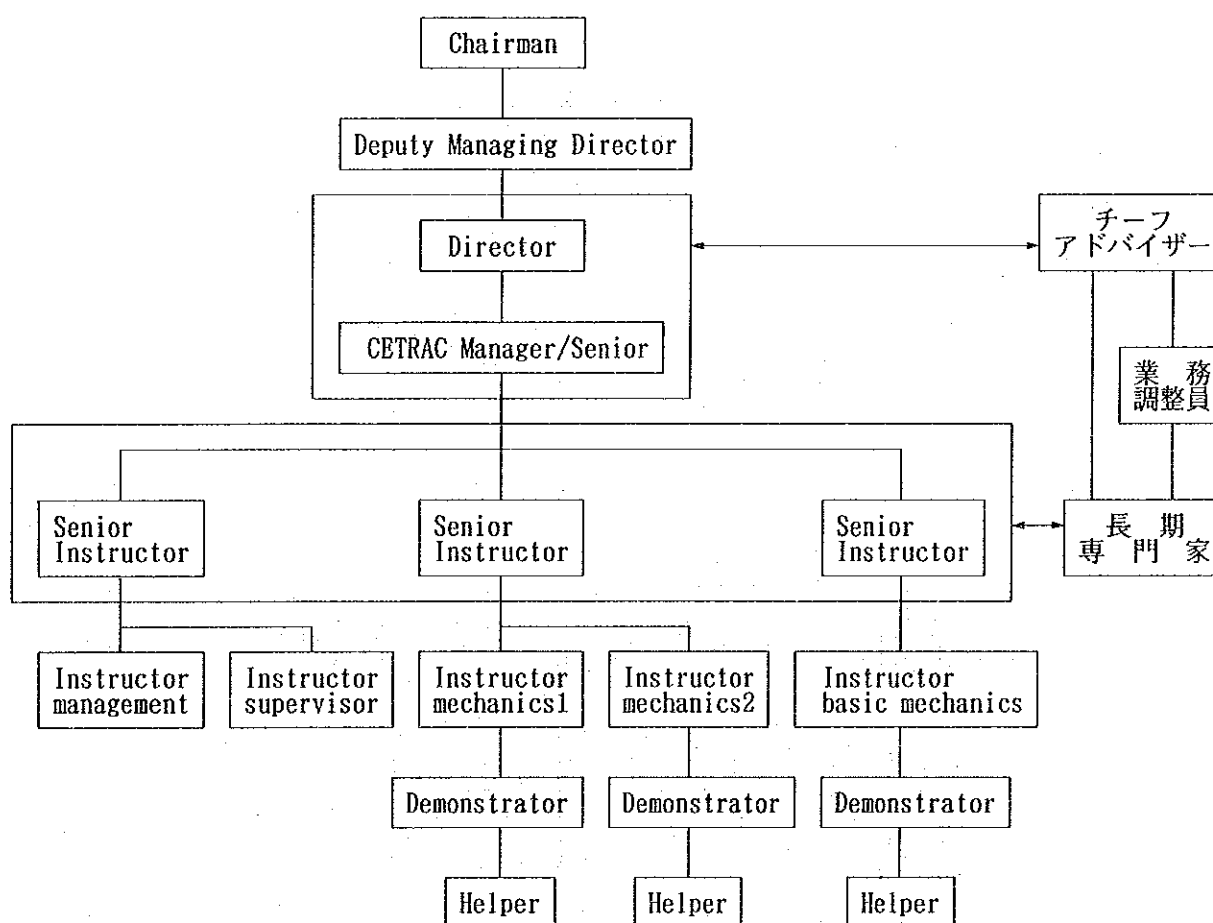 Chairman
Deputy Managing Director
Director
チーフ
アドバイザー
CETRAC Manager/Senior
業務
調整員
Senior
Instructor
Senior
Instructor
Senior
Instructor
長期
専門家
Instructor
management
Instructor
supervisor
Instructor
mechanics1
Instructor
mechanics2
Instructor
basic mechanics
Demonstrator
Demonstrator
Demonstrator
Helper
Helper
Helper